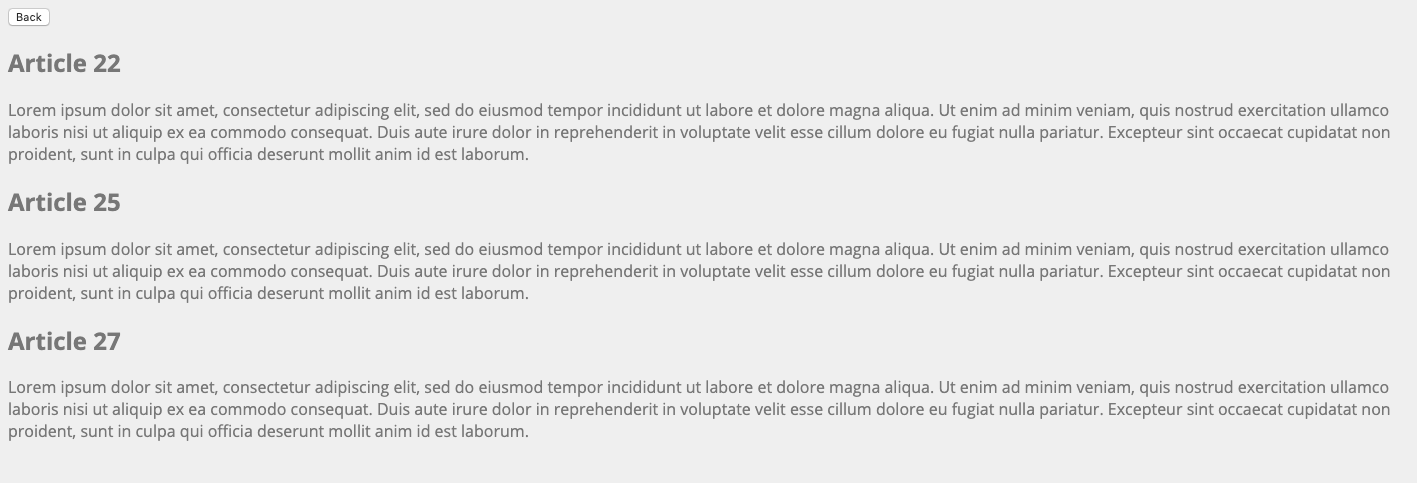 Back
Article 22
Lorem ipsum dolor sit amet, consectetur adipiscing elit, sed do eiusmod tempor incididunt ut labore et dolore magna aliqua. Ut enim ad minim veniam, quis nostrud exercitation ullamco
laboris nisi ut aliquip ex ea commodo consequat. Duis aute irure dolor in reprehenderit in voluptate velit esse cillum dolore eu fugiat nulla pariatur. Excepteur sint occaecat cupidatat non
proident, sunt in culpa qui officia deserunt mollit anim id est laborum.
Article 25
Lorem ipsum dolor sit amet, consectetur adipiscing elit, sed do eiusmod tempor incididunt ut labore et dolore magna aliqua. Ut enim ad minim veniam, quis nostrud exercitation ullamco
laboris nisi ut aliquip ex ea commodo consequat. Duis aute irure dolor in reprehenderit in voluptate velit esse cillum dolore eu fugiat nulla pariatur. Excepteur sint occaecat cupidatat non
proident, sunt in culpa qui officia deserunt mollit anim id est laborum.
Article 27
Lorem ipsum dolor sit amet, consectetur adipiscing elit, sed do eiusmod tempor incididunt ut labore et dolore magna aliqua. Ut enim ad minim veniam, quis nostrud exercitation ullamco
laboris nisi ut aliquip ex ea commodo consequat. Duis aute irure dolor in reprehenderit in voluptate velit esse cillum dolore eu fugiat nulla pariatur. Excepteur sint occaecat cupidatat non
proident, sunt in culpa qui officia deserunt mollit anim id est laborum.